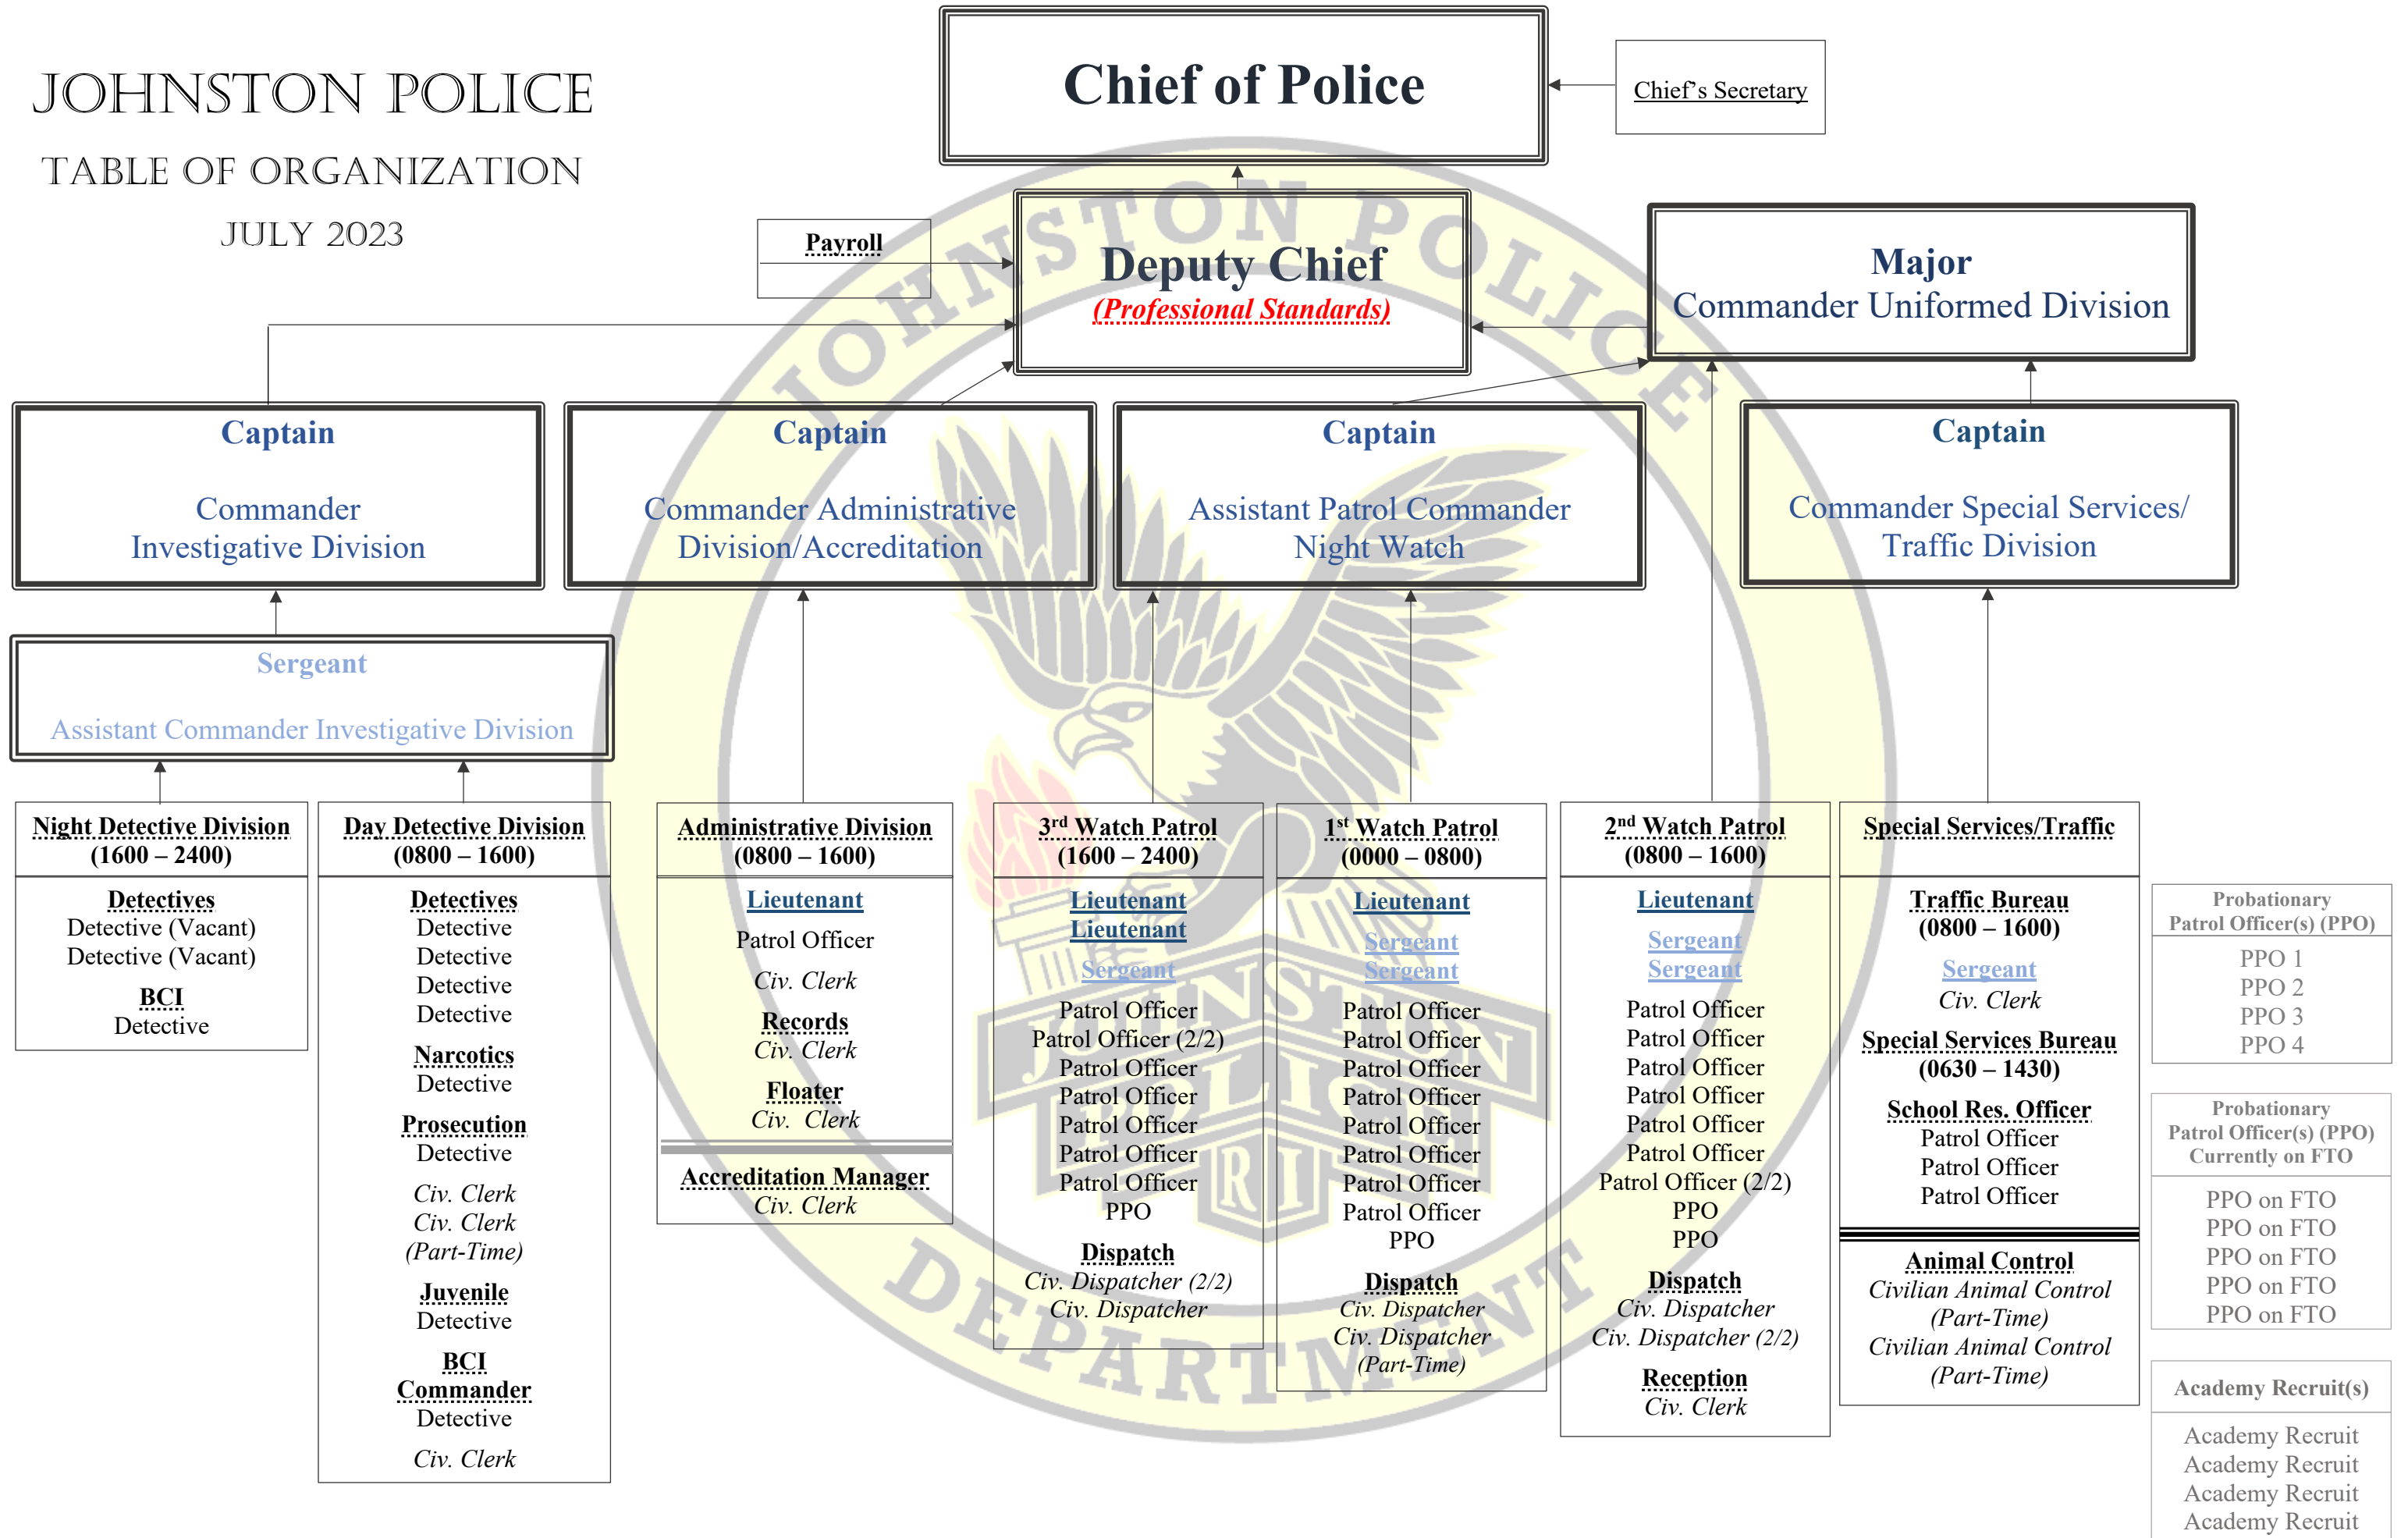 JOHNSTON POLICE
TABLE OF ORGANIZATION
JULY 2023
Chief of Police
Chief's Secretary
Payroll
Deputy Chief
(Professional Standards)
Major
Commander Uniformed Division
Captain
Commander
Investigative Division
Captain
Commander Administrative
Division/Accreditation
Captain
Assistant Patrol Commander
Night Watch
Captain
Commander Special Services/
Traffic Division
Sergeant
Assistant Commander Investigative Division
Night Detective Division
(1600 – 2400)
Detectives
Detective (Vacant)
Detective (Vacant)
BCI
Detective
Day Detective Division
(0800 – 1600)
Detectives
Detective
Detective
Detective
Detective
Narcotics
Detective
Prosecution
Detective
Civ. Clerk
Civ. Clerk
(Part-Time)
Juvenile
Detective
BCI
Commander
Detective
Civ. Clerk
Administrative Division
(0800 – 1600)
Lieutenant
Patrol Officer
Civ. Clerk
Records
Civ. Clerk
Floater
Civ. Clerk
Accreditation Manager
Civ. Clerk
3rd Watch Patrol
(1600 – 2400)
Lieutenant
Lieutenant
Sergeant
Patrol Officer
Patrol Officer (2/2)
Patrol Officer
Patrol Officer
Patrol Officer
Patrol Officer
Patrol Officer
PPO
Dispatch
Civ. Dispatcher (2/2)
Civ. Dispatcher
1st Watch Patrol
(0000 – 0800)
Lieutenant
Sergeant
Sergeant
Patrol Officer
Patrol Officer
Patrol Officer
Patrol Officer
Patrol Officer
Patrol Officer
Patrol Officer
Patrol Officer
PPO
Dispatch
Civ. Dispatcher
Civ. Dispatcher
(Part-Time)
2nd Watch Patrol
(0800 – 1600)
Lieutenant
Sergeant
Sergeant
Patrol Officer
Patrol Officer
Patrol Officer
Patrol Officer
Patrol Officer
Patrol Officer
Patrol Officer (2/2)
PPO
PPO
Dispatch
Civ. Dispatcher
Civ. Dispatcher (2/2)
Reception
Civ. Clerk
Special Services/Traffic
Traffic Bureau
(0800 – 1600)
Sergeant
Civ. Clerk
Special Services Bureau
(0630 – 1430)
School Res. Officer
Patrol Officer
Patrol Officer
Patrol Officer
Animal Control
Civilian Animal Control
(Part-Time)
Civilian Animal Control
(Part-Time)
Probationary
Patrol Officer(s) (PPO)
PPO 1
PPO 2
PPO 3
PPO 4
Probationary
Patrol Officer(s) (PPO)
Currently on FTO
PPO on FTO
PPO on FTO
PPO on FTO
PPO on FTO
PPO on FTO
Academy Recruit(s)
Academy Recruit
Academy Recruit
Academy Recruit
Academy Recruit
JOHNSTON POLICE
DEPARTMENT
JOHNSTON
POLICE
RI